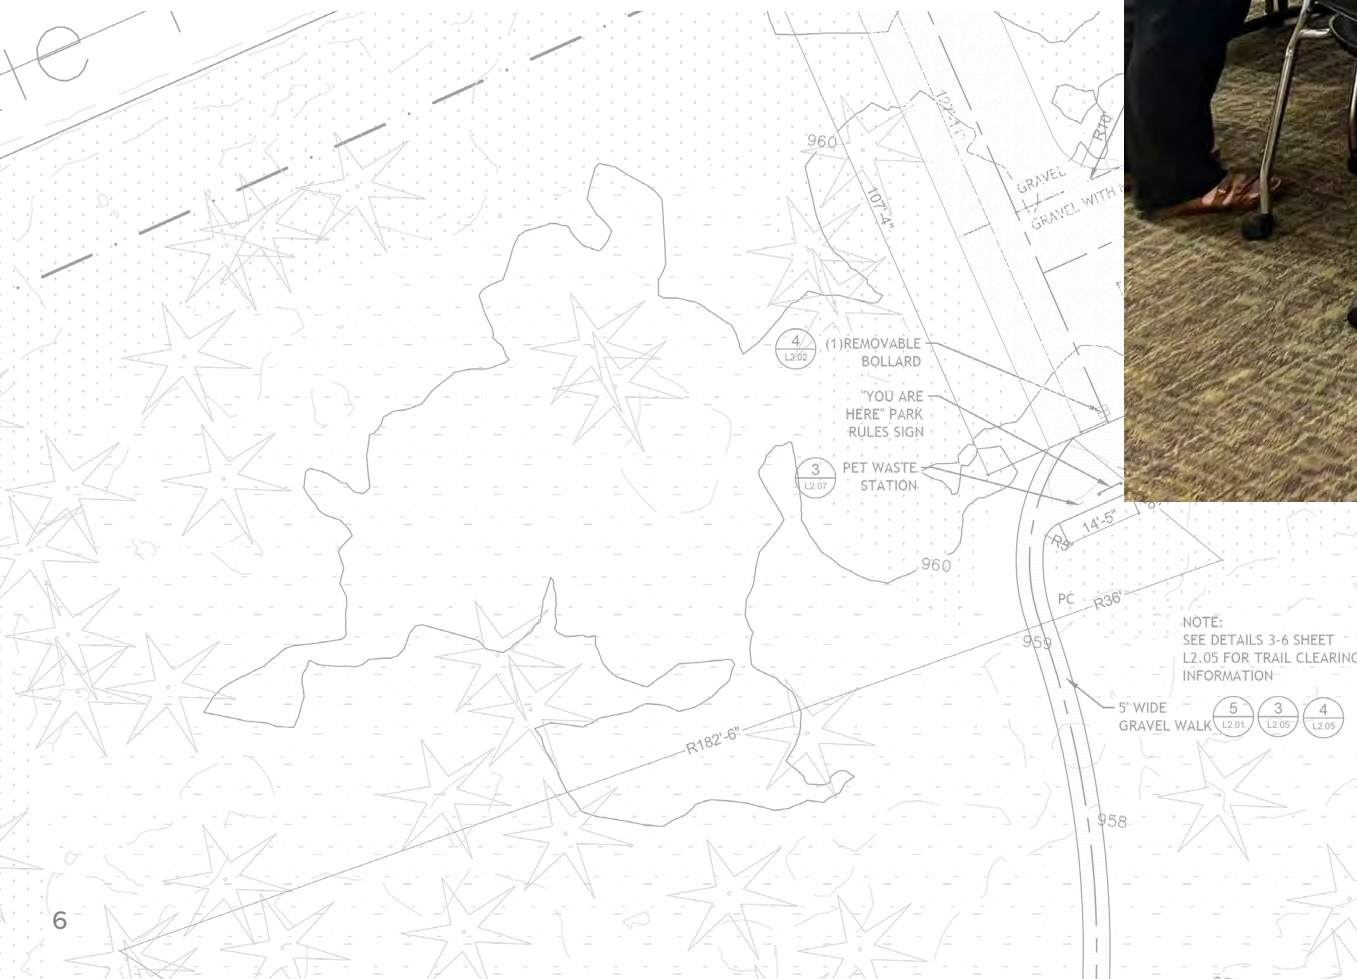 le
960
122'-1"
R10'
GRAVEL
GRAVEL WITH
107'-4"
4
L2.02
(1)REMOVABLE
BOLLARD
"YOU ARE
HERE" PARK
RULES SIGN
3
L2.07
PET WASTE
STATION
14'-5"
R5'
960
PC
R36'
NOTE:
SEE DETAILS 3-6 SHEET
L2.05 FOR TRAIL CLEARING
INFORMATION
959
5' WIDE
GRAVEL WALK
5
L2.01
3
L2.05
4
L2.05
R182'-6"
958
6